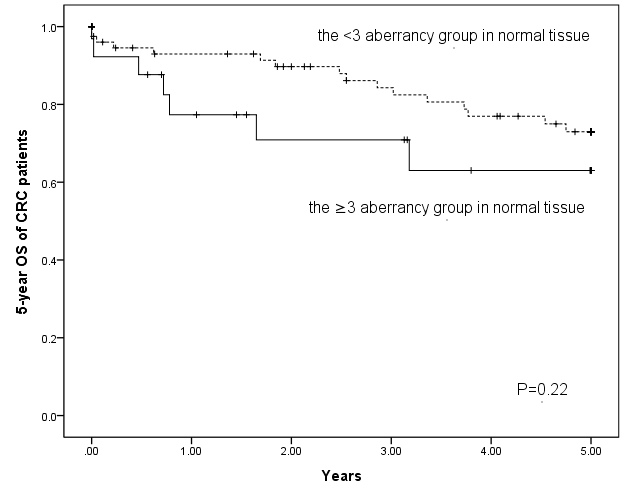 the <3 aberrancy group in normal tissue
1.0
0.8
0.6
0.4
0.2
0.0
5-year OS of CRC patients
the ≥3 aberrancy group in normal tissue
P=0.22
.00 1.00 2.00 3.00 4.00 5.00
Years